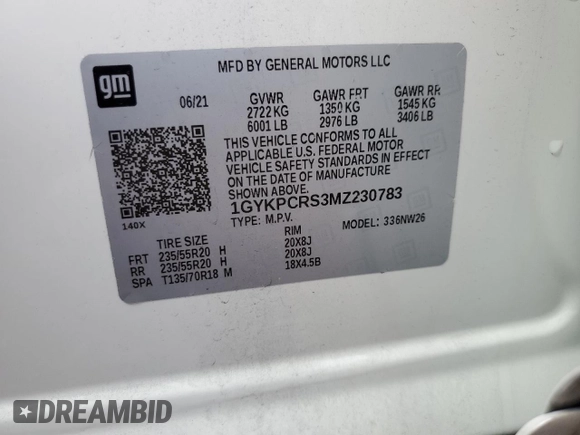 gm
MFD BY GENERAL MOTORS LLC
06/21 GVWR GAWR FRT GAWR RR
2722 KG 1350 KG 1545 KG
6001 LB 2976 LB 3406 LB
THIS VEHICLE CONFORMS TO ALL
APPLICABLE U.S. FEDERAL MOTOR
VEHICLE SAFETY STANDARDS IN EFFECT
ON THE DATE OF MANUFACTURE
SHOWN ABOVE.
140X
1GYKPCRS3MZ230783
TYPE: M.P.V. MODEL: 336NW26
TIRE SIZE RIM
FRT 235/55R20 H 20X8J
RR 235/55R20 H 20X8J
SPA T135/70R18 M 18X4.5B
DREAMBID